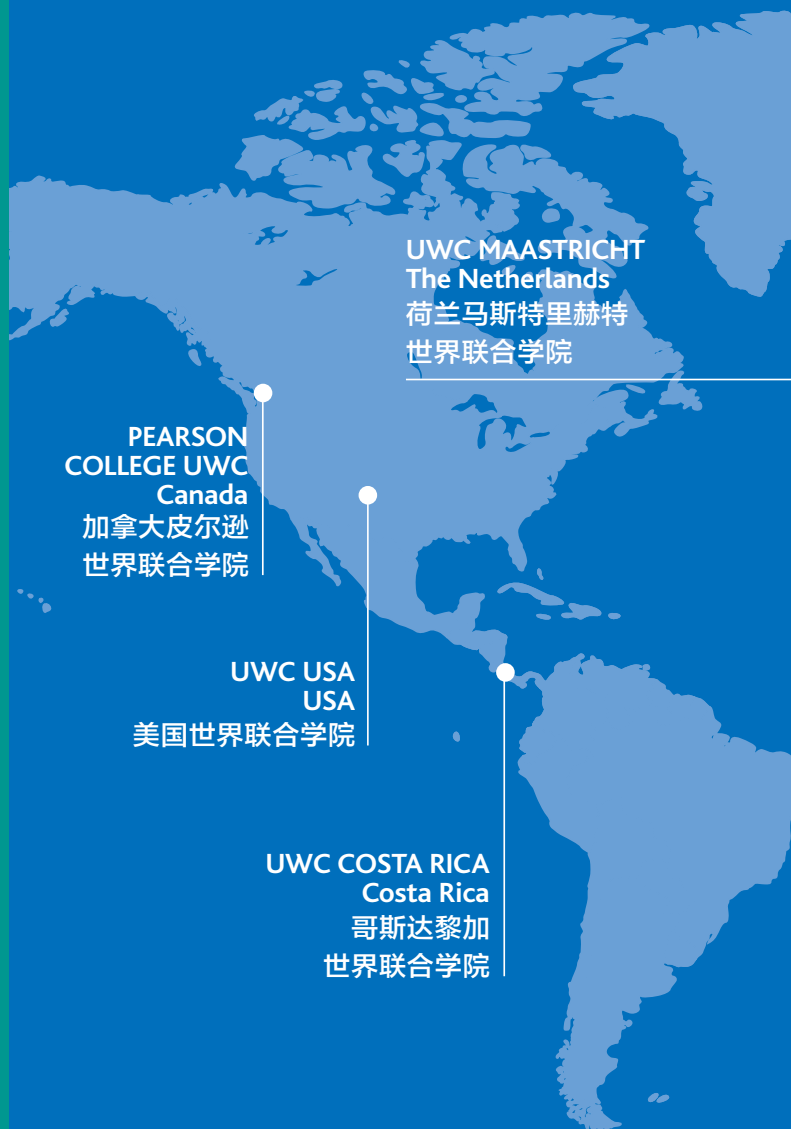 UWC MAASTRICHT
The Netherlands
荷兰马斯特里赫特
世界联合学院
PEARSON
COLLEGE UWC
Canada
加拿大皮尔逊
世界联合学院
UWC USA
USA
美国世界联合学院
UWC COSTA RICA
Costa Rica
哥斯达黎加
世界联合学院